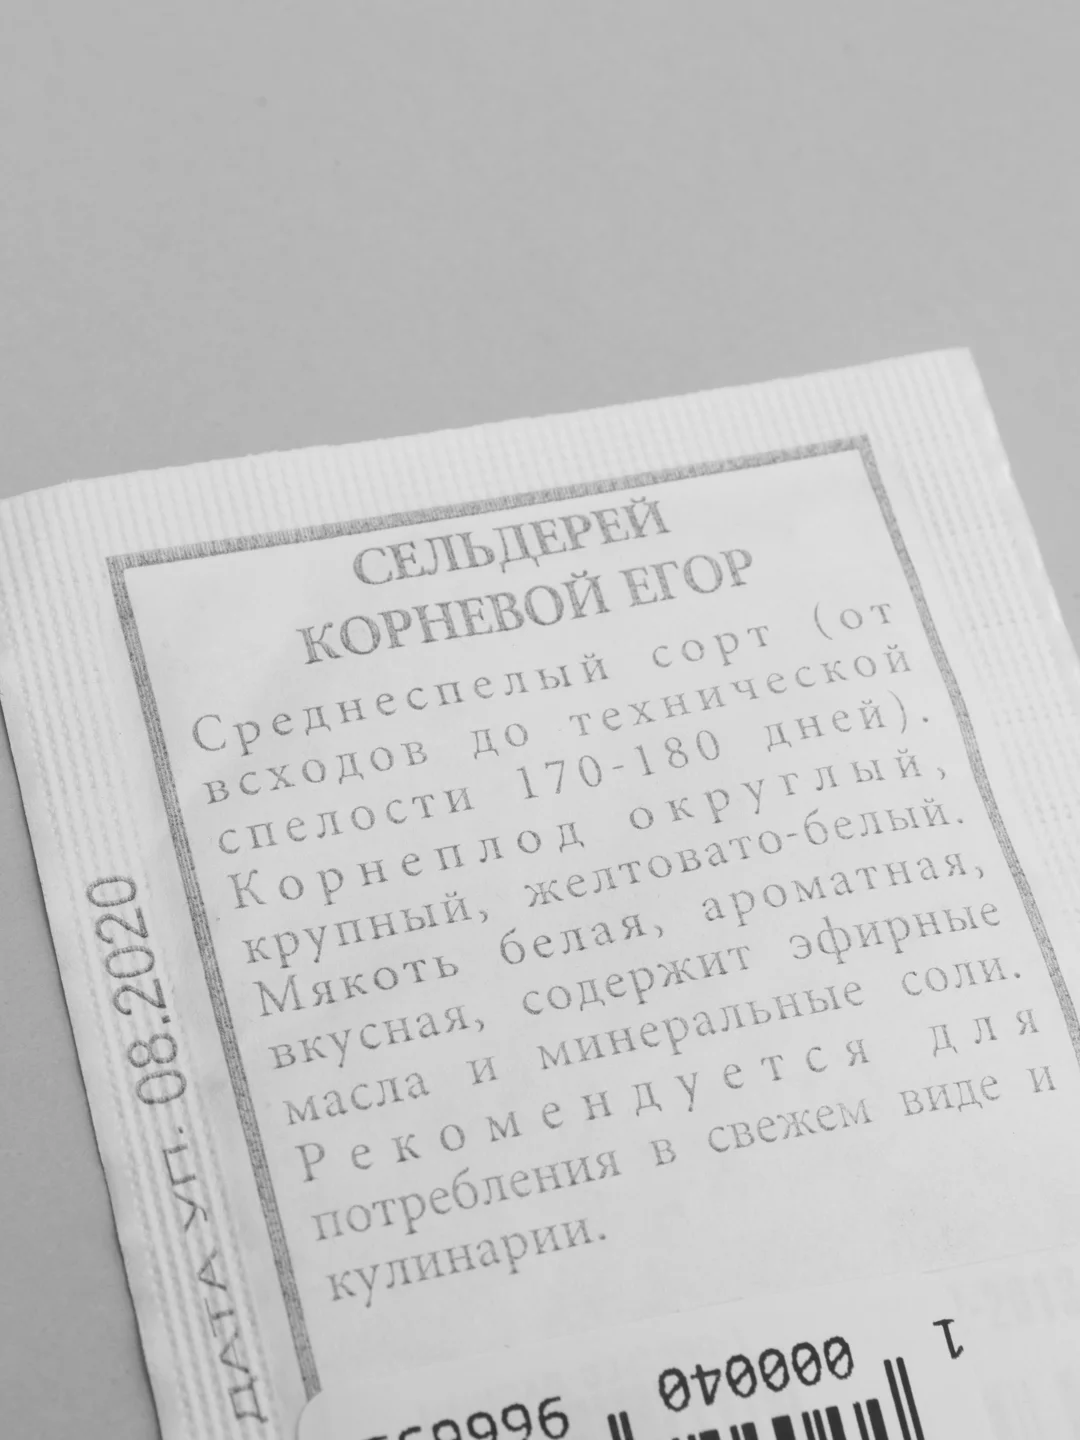 СЕЛЬДЕРЕЙ
КОРНЕВОЙ ЕГОР
Среднеспелый сорт (от
всходов до технической
спелости 170-180 дней).
Корнеплод округлый,
крупный, желтовато-белый.
Мякоть белая, ароматная,
вкусная, содержит эфирные
масла и минеральные соли.
Рекомендуется для
потребления в свежем виде и
кулинарии.
ДАТА УП. 08.2020
1 000040